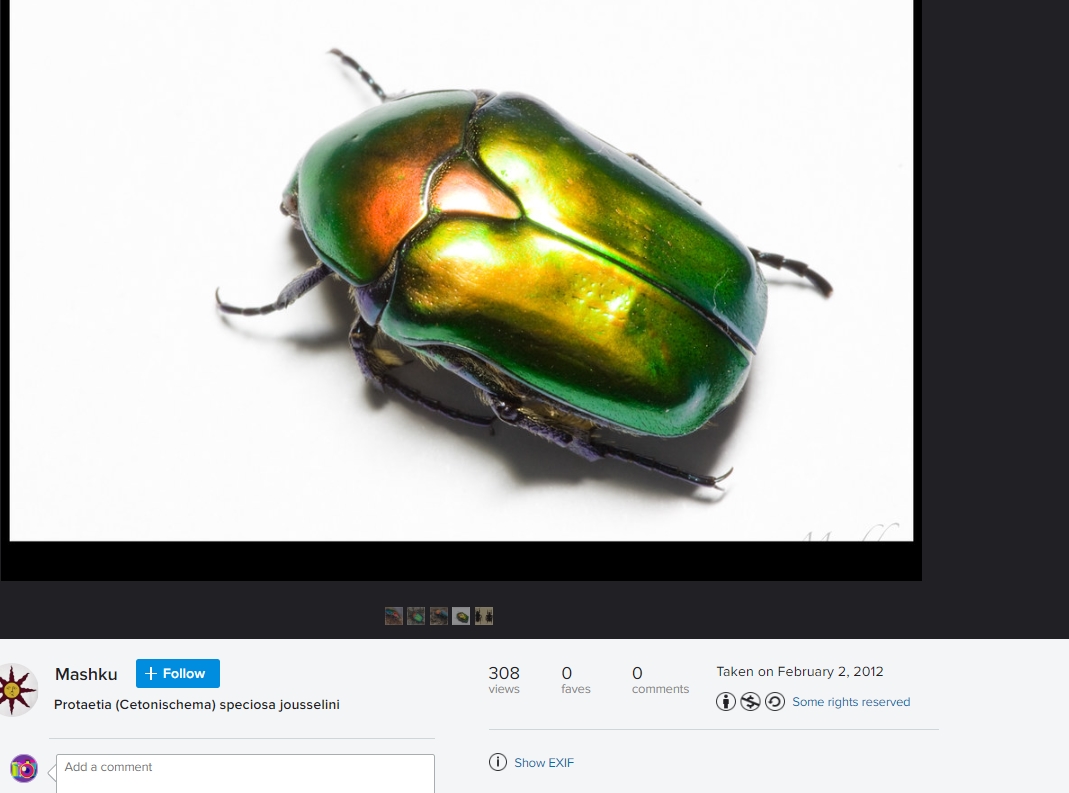 Mashku
+ Follow
Protaetia (Cetonischema) speciosa jousselini
Add a comment
308
views
0
faves
0
comments
Taken on February 2, 2012
Some rights reserved
Show EXIF